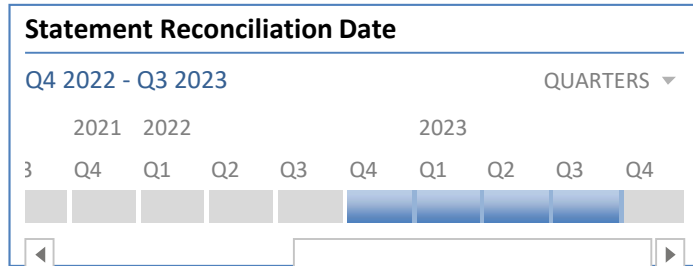 Statement Reconciliation Date
Q4 2022 - Q3 2023 QUARTERS
2021 2022 2023
Q4 Q1 Q2 Q3 Q4 Q1 Q2 Q3 Q4